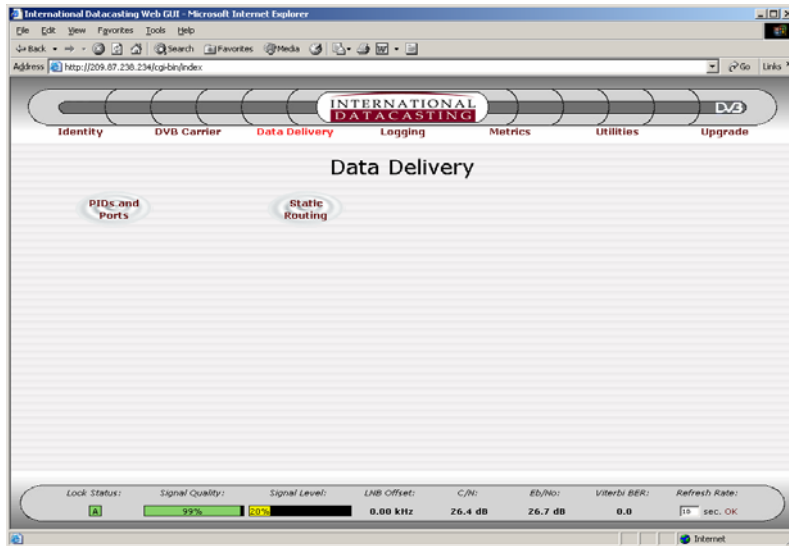 International Datacasting Web GUI - Microsoft Internet Explorer
File Edit View Favorites Tools Help
Back Search Favorites Media
Address http://209.87.238.234/cgi-bin/index Go Links
INTERNATIONAL
DATACASTING
DVB
Identity DVB Carrier Data Delivery Logging Metrics Utilities Upgrade
Data Delivery
PIDs and Static
Ports Routing
Lock Status: Signal Quality: Signal Level: LNB Offset: C/N: Eb/No: Viterbi BER: Refresh Rate:
A 99% 20% 0.00 kHz 26.4 dB 26.7 dB 0.0 10 sec. OK
Internet